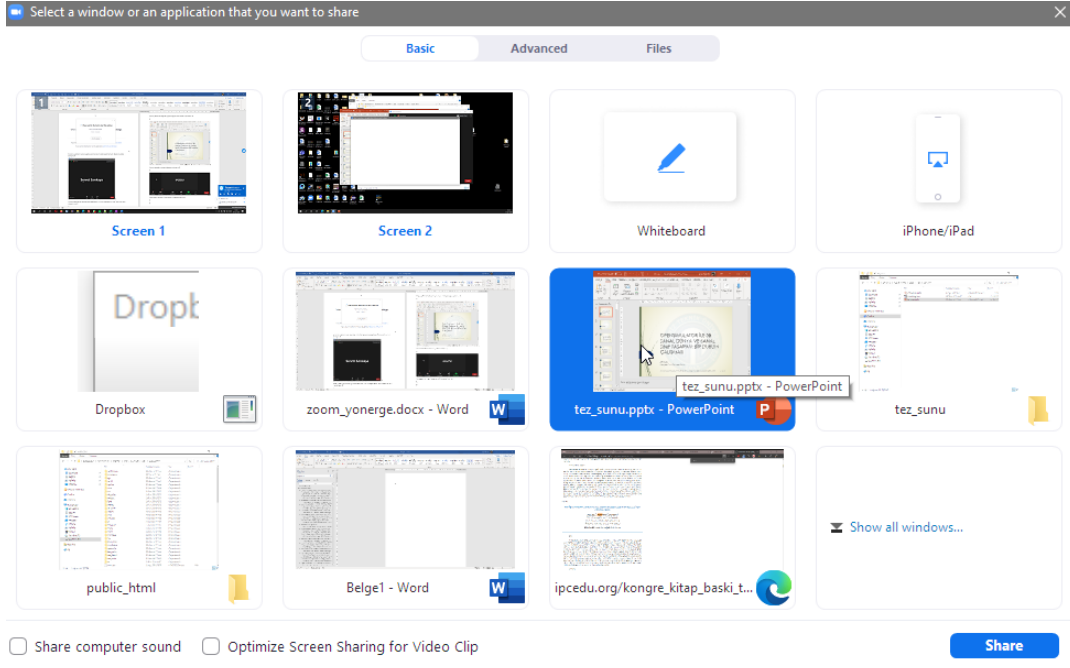 Select a window or an application that you want to share
Basic Advanced Files
1
2
Screen 1 Screen 2 Whiteboard iPhone/iPad
Dropb
tez_sunu.pptx - PowerPoint
Dropbox zoom_yonerge.docx - Word tez_sunu.pptx - PowerPoint tez_sunu
public_html Belge1 - Word ipcedu.org/kongre_kitap_baski_t...
Show all windows...
Share computer sound Optimize Screen Sharing for Video Clip Share